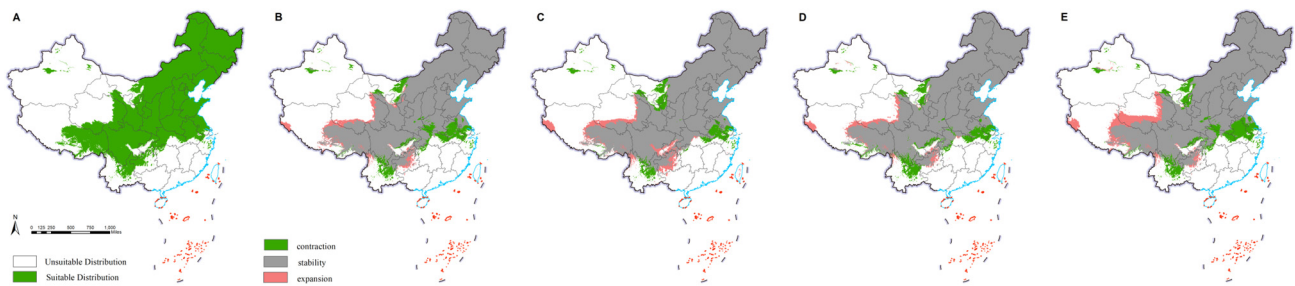 A
B
C
D
E
N
0 125 250 500 750 1,000
Miles
Unsuitable Distribution
Suitable Distribution
contraction
stability
expansion